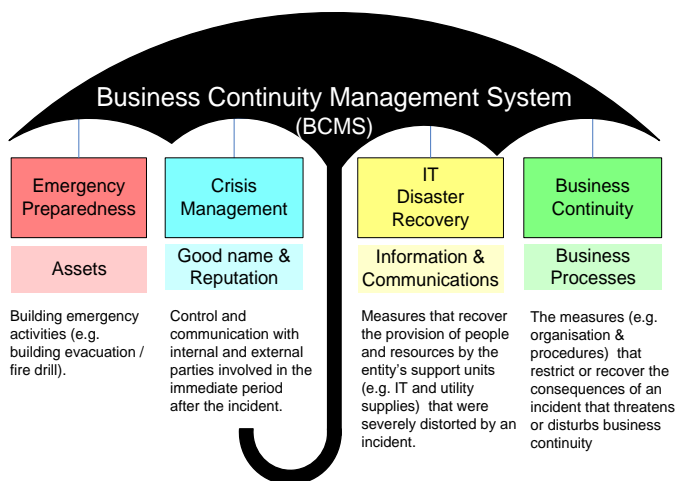 Business Continuity Management System
(BCMS)
Emergency
Preparedness
Assets
Building emergency
activities (e.g.
building evacuation /
fire drill).
Crisis
Management
Good name &
Reputation
Control and
communication with
internal and external
parties involved in the
immediate period
after the incident.
IT
Disaster
Recovery
Information &
Communications
Measures that recover
the provision of people
and resources by the
entity's support units
(e.g. IT and utility
supplies) that were
severely distorted by an
incident.
Business
Continuity
Business
Processes
The measures (e.g.
organisation &
procedures) that
restrict or recover the
consequences of an
incident that threatens
or disturbs business
continuity